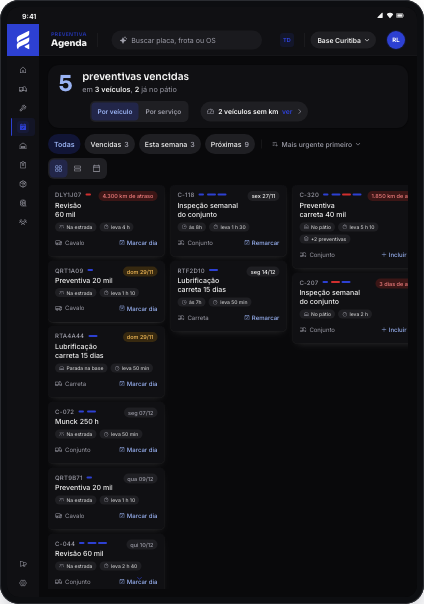 9:41
PREVENTIVA
Agenda
Buscar placa, frota ou OS
Base Curitiba
RL
5
preventivas vencidas
em 3 veículos, 2 já no pátio
Por veículo
Por serviço
2 veículos sem km
ver
Todas
Vencidas 3
Esta semana 3
Próximas 9
Mais urgente primeiro
DLY1J07
4.300 km de atraso
Revisão
60 mil
Na estrada
leva 4 h
Cavalo
Marcar dia
QRT1A09
dom 29/11
Preventiva 20 mil
Na estrada
leva 1 h 10
Cavalo
Marcar dia
RTA4A44
dom 29/11
Lubrificação
carreta 15 dias
Parada na base
leva 50 min
Carreta
Marcar dia
C-072
seg 07/12
Munck 250 h
Na estrada
leva 50 min
Conjunto
Marcar dia
QRT9B71
qua 09/12
Preventiva 20 mil
Na estrada
leva 1 h 10
Cavalo
Marcar dia
C-044
qui 10/12
Revisão 60 mil
Na estrada
leva 2 h 40
Conjunto
Marcar dia
C-118
sex 27/11
Inspeção semanal
do conjunto
às 8h
leva 1 h 30
Conjunto
Remarcar
RTF2D10
seg 14/12
Lubrificação
carreta 15 dias
às 7h
leva 50 min
Carreta
Remarcar
C-320
1.850 km de a
Preventiva
carreta 40 mil
No pátio
leva 5 h 10
+2 preventivas
Conjunto
+ Incluir
C-207
3 dias de a
Inspeção semanal
do conjunto
No pátio
leva 2 h
Conjunto
+ Incluir